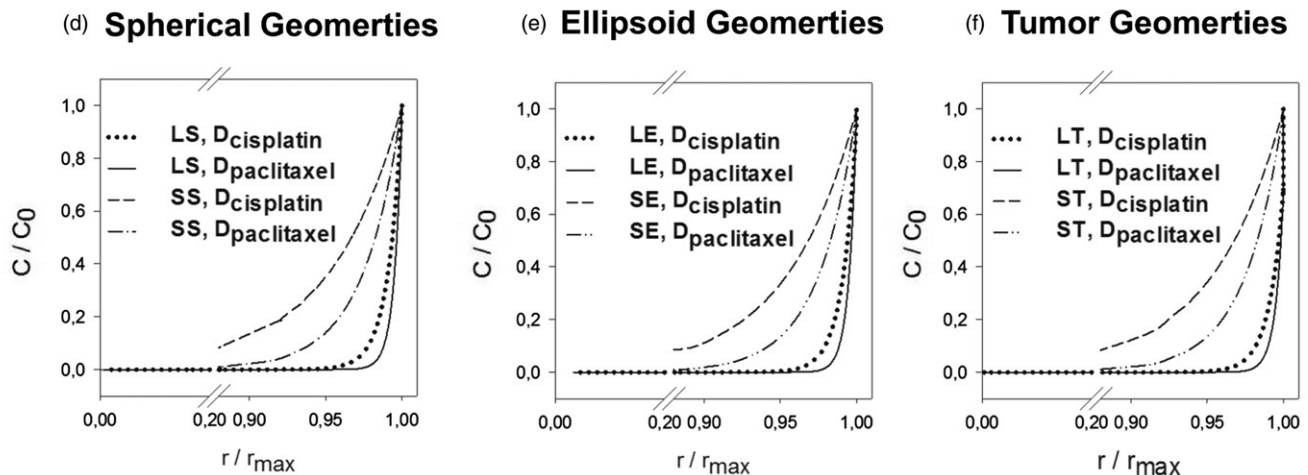 (d) Spherical Geomerties
1,0
0,8
0,6
0,4
0,2
0,0
C / C0
LS, Dcisplatin
LS, Dpaclitaxel
SS, Dcisplatin
SS, Dpaclitaxel
0,00 0,20 0,90 0,95 1,00
r / rmax
(e) Ellipsoid Geomerties
1,0
0,8
0,6
0,4
0,2
0,0
C / C0
LE, Dcisplatin
LE, Dpaclitaxel
SE, Dcisplatin
SE, Dpaclitaxel
0,00 0,20 0,90 0,95 1,00
r / rmax
(f) Tumor Geomerties
1,0
0,8
0,6
0,4
0,2
0,0
C / C0
LT, Dcisplatin
LT, Dpaclitaxel
ST, Dcisplatin
ST, Dpaclitaxel
0,00 0,20 0,90 0,95 1,00
r / rmax